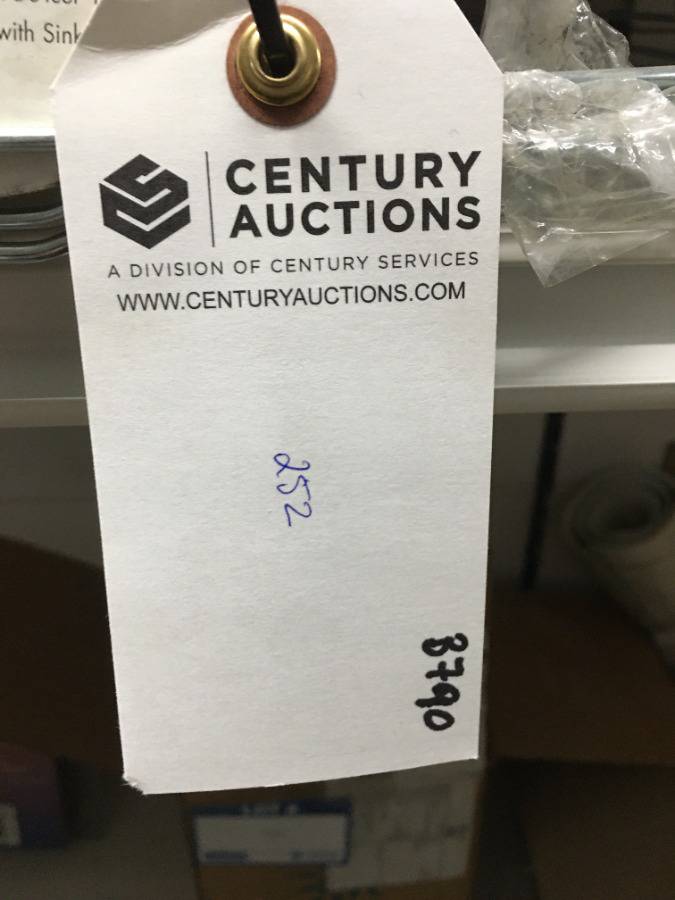 with Sink
CENTURY
AUCTIONS
A DIVISION OF CENTURY SERVICES
WWW.CENTURYAUCTIONS.COM
252
8790